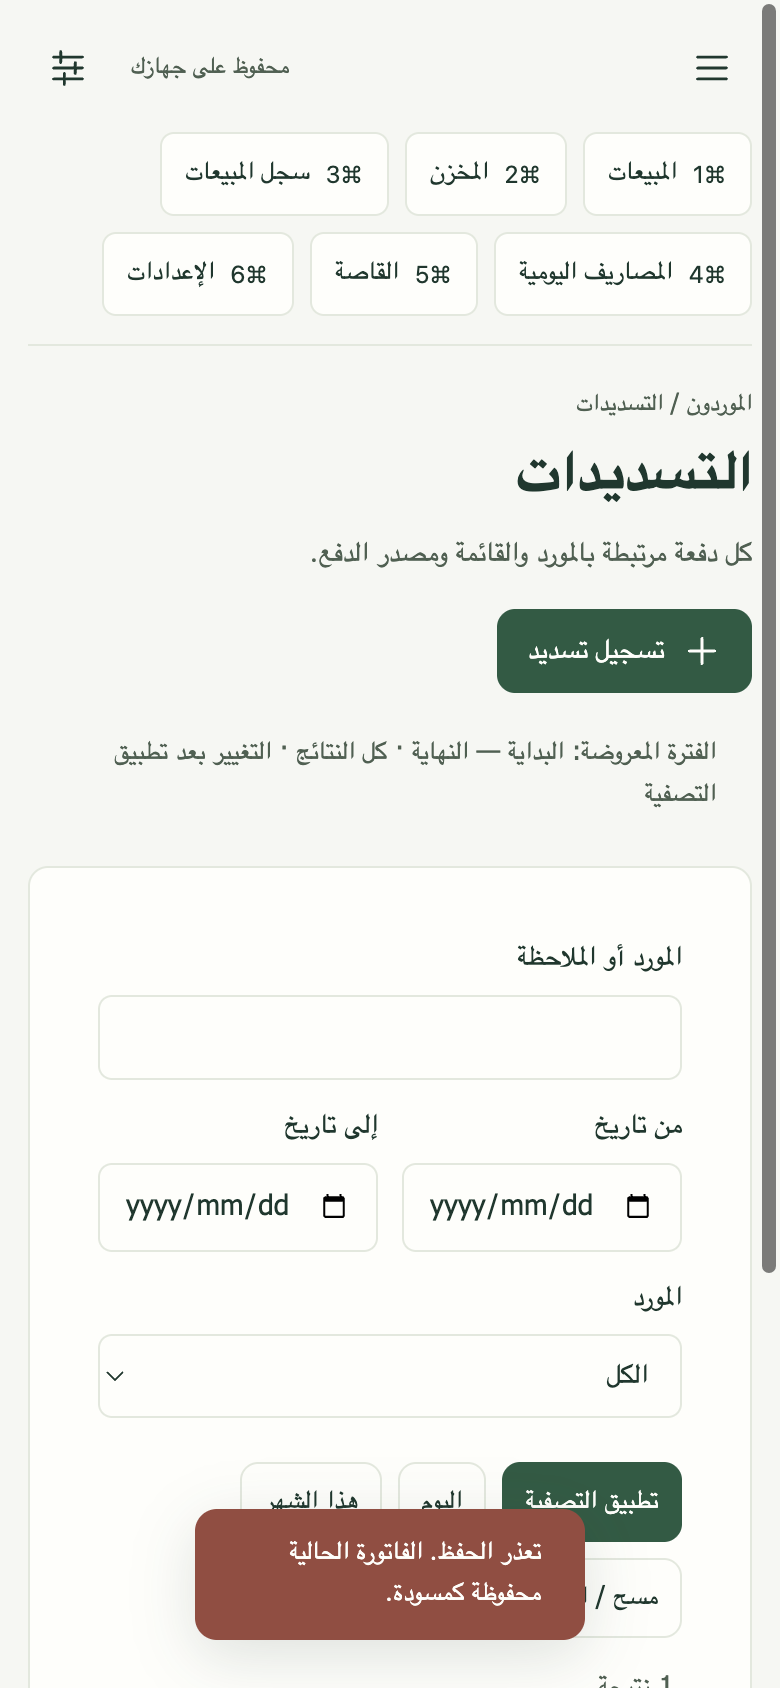 محفوظ على جهازك
⌘1 المبيعات
⌘2 المخزن
⌘3 سجل المبيعات
⌘4 المصاريف اليومية
⌘5 القاصة
⌘6 الإعدادات
الموردون / التسديدات
التسديدات
كل دفعة مرتبطة بالمورد والقائمة ومصدر الدفع.
تسجيل تسديد
الفترة المعروضة: البداية — النهاية · كل النتائج · التغيير بعد تطبيق
التصفية
المورد أو الملاحظة
من تاريخ
إلى تاريخ
yyyy/mm/dd
yyyy/mm/dd
المورد
الكل
تطبيق التصفية
اليوم
هذا الشهر
تعذر الحفظ. الفاتورة الحالية
محفوظة كمسودة.
مسح /
1 نتيجة